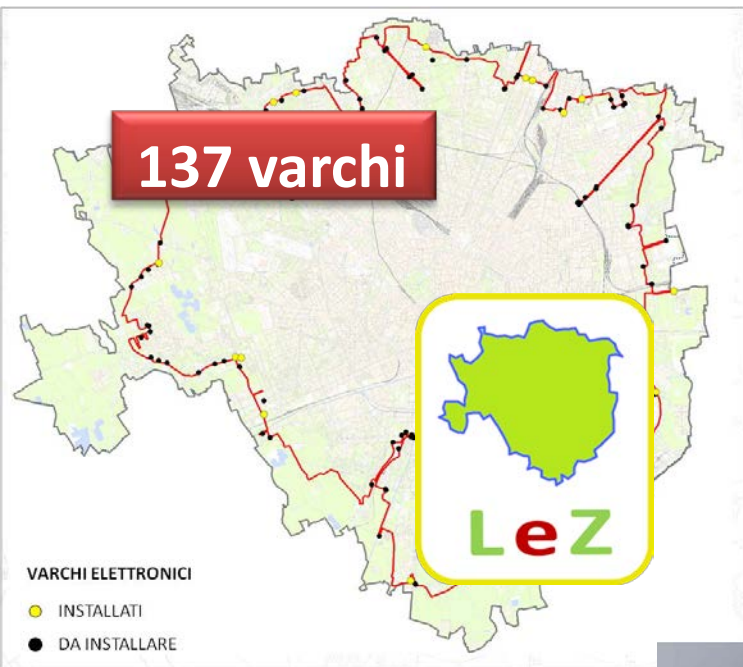 137 varchi
LeZ
VARCHI ELETTRONICI
INSTALLATI
DA INSTALLARE